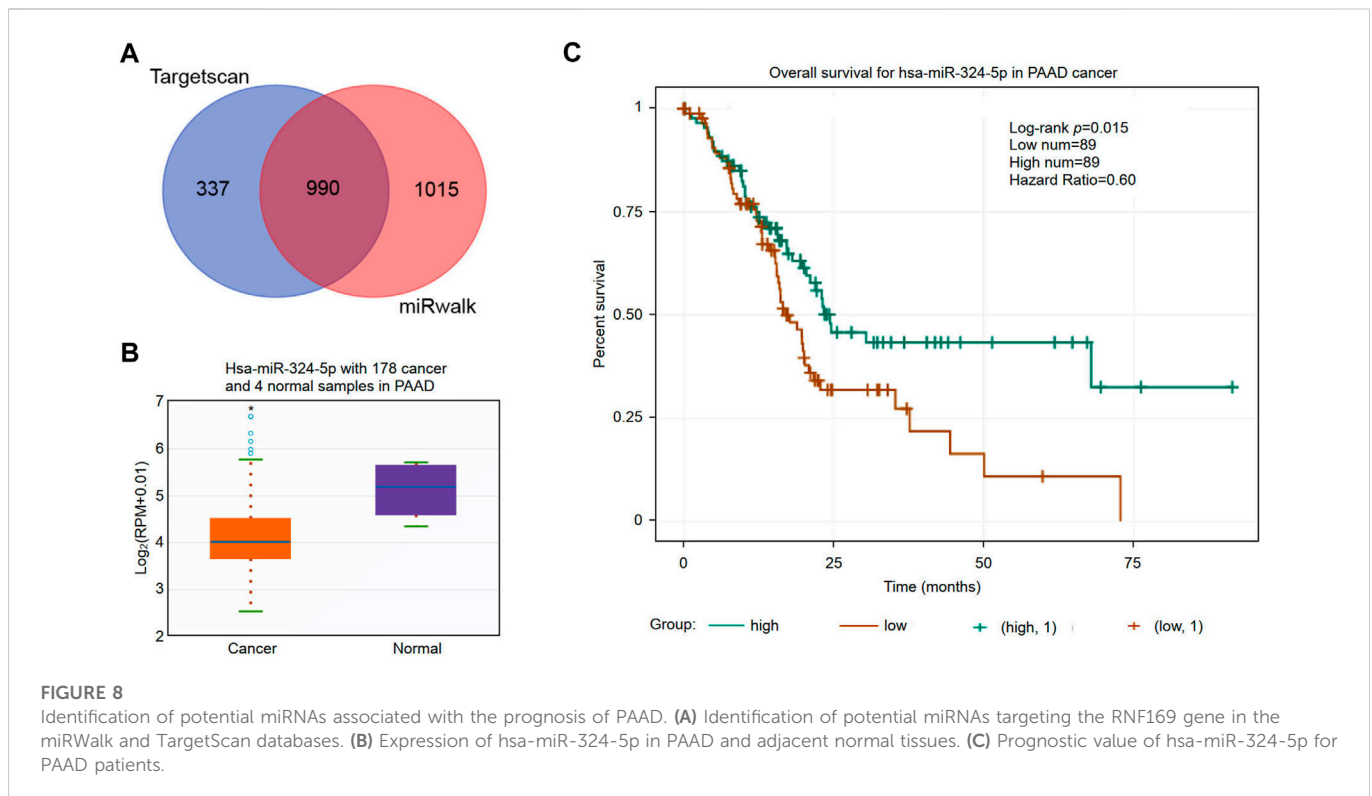 A
Targetscan
337
990
1015
miRwalk
B
Hsa-miR-324-5p with 178 cancer
and 4 normal samples in PAAD
Log₂(RPM+0.01)
7
6
5
4
3
2
*
Cancer
Normal
C
Overall survival for hsa-miR-324-5p in PAAD cancer
Log-rank p=0.015
Low num=89
High num=89
Hazard Ratio=0.60
Percent survival
1
0.75
0.50
0.25
0
0
25
50
75
Time (months)
Group: high low (high, 1) (low, 1)
FIGURE 8
Identification of potential miRNAs associated with the prognosis of PAAD. (A) Identification of potential miRNAs targeting the RNF169 gene in the
miRWalk and TargetScan databases. (B) Expression of hsa-miR-324-5p in PAAD and adjacent normal tissues. (C) Prognostic value of hsa-miR-324-5p for
PAAD patients.